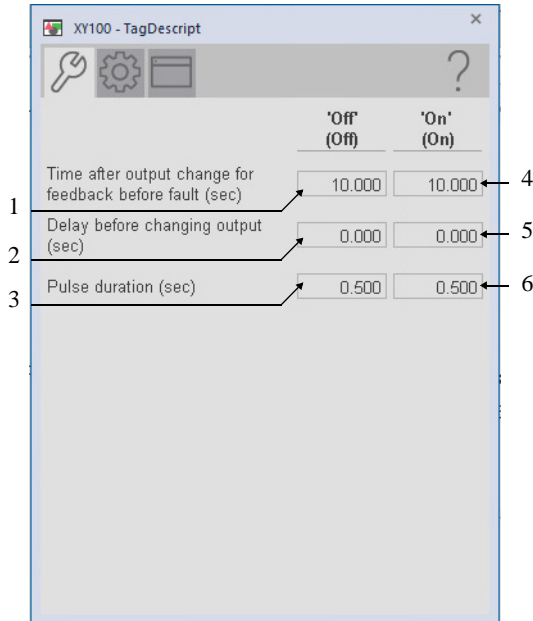 XY100 - TagDescript
'Off' 'On'
(Off) (On)
Time after output change for
feedback before fault (sec)
10.000 10.000
1 4
Delay before changing output
(sec)
0.000 0.000
2 5
Pulse duration (sec) 0.500 0.500
3 6